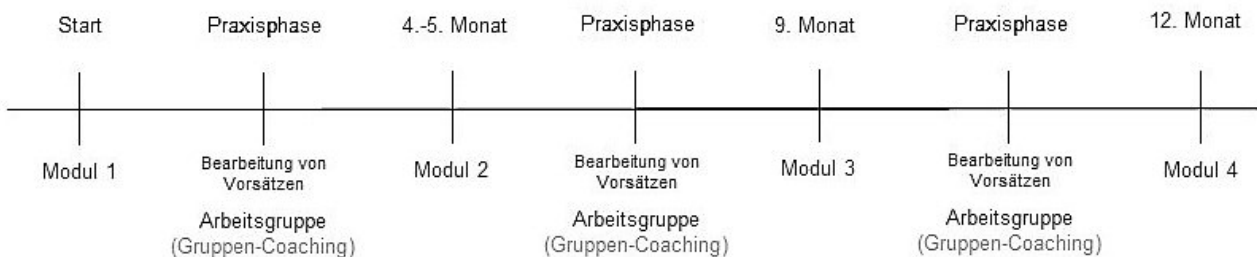 Start
Praxisphase
4.-5. Monat
Praxisphase
9. Monat
Praxisphase
12. Monat
Modul 1
Bearbeitung von
Vorsätzen
Arbeitsgruppe
(Gruppen-Coaching)
Modul 2
Bearbeitung von
Vorsätzen
Arbeitsgruppe
(Gruppen-Coaching)
Modul 3
Bearbeitung von
Vorsätzen
Arbeitsgruppe
(Gruppen-Coaching)
Modul 4